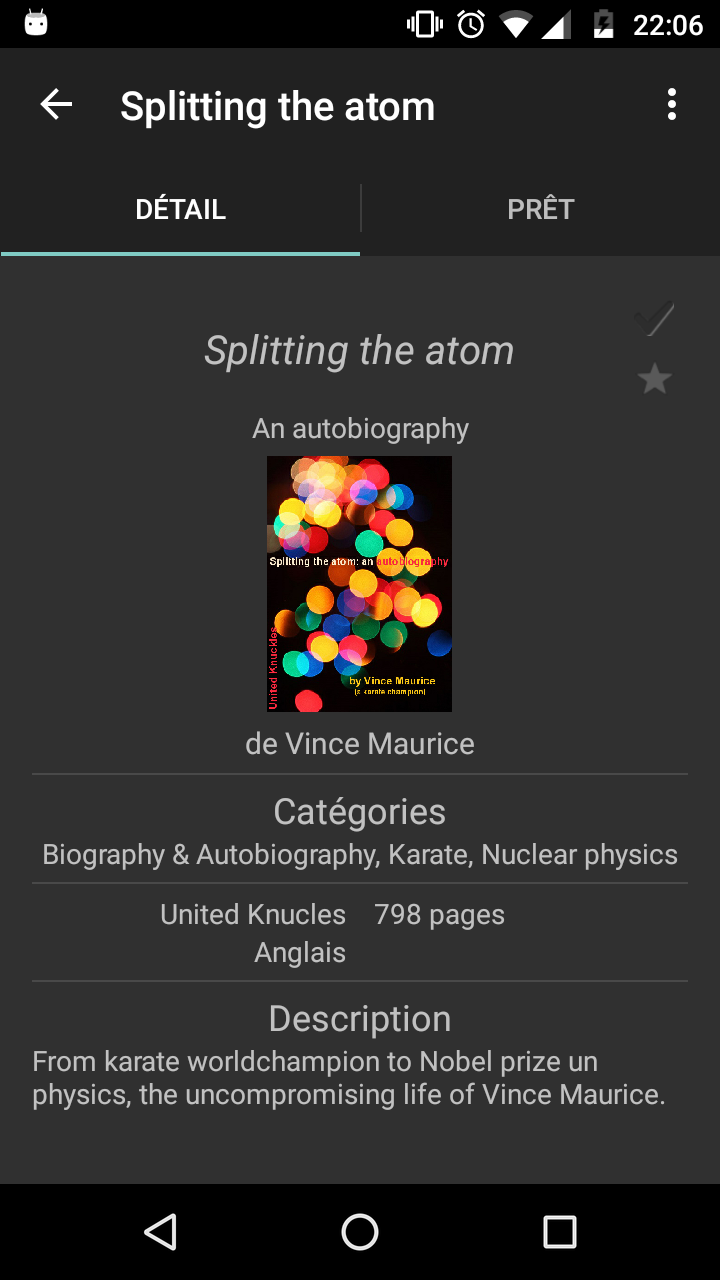 22:06
Splitting the atom
DÉTAIL
PRÊT
Splitting the atom
An autobiography
Splitting the atom: an autobiography
United Knuckles
by Vince Maurice
(a karate champion)
de Vince Maurice
Catégories
Biography & Autobiography, Karate, Nuclear physics
United Knucles 798 pages
Anglais
Description
From karate worldchampion to Nobel prize un
physics, the uncompromising life of Vince Maurice.